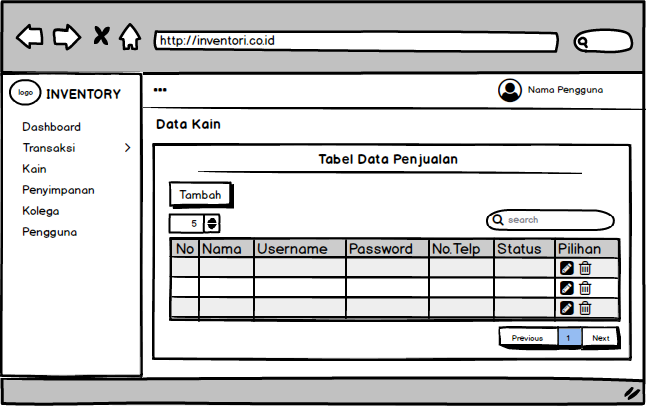 http://inventori.co.id
logo INVENTORY
••• Nama Pengguna
Data Kain
Dashboard
Transaksi
Kain
Penyimpanan
Kolega
Pengguna
Tabel Data Penjualan
Tambah
5
search
No Nama Username Password No.Telp Status Pilihan
Previous 1 Next